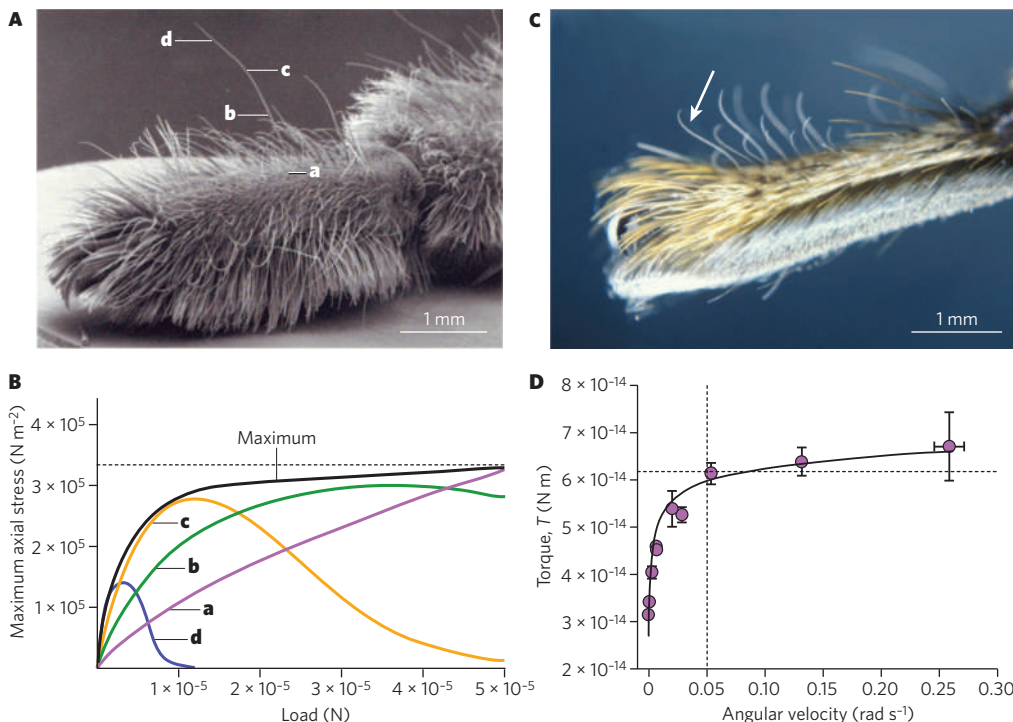 A
d
c
b
a
1 mm
C
1 mm
B
Maximum axial stress (N m⁻²)
4 × 10⁵
3 × 10⁵
2 × 10⁵
1 × 10⁵
Maximum
c
b
a
d
1 × 10⁻⁵
2 × 10⁻⁵
3 × 10⁻⁵
4 × 10⁻⁵
5 × 10⁻⁵
Load (N)
D
Torque, T (N m)
8 × 10⁻¹⁴
7 × 10⁻¹⁴
6 × 10⁻¹⁴
5 × 10⁻¹⁴
4 × 10⁻¹⁴
3 × 10⁻¹⁴
2 × 10⁻¹⁴
0
0.05
0.10
0.15
0.20
0.25
0.30
Angular velocity (rad s⁻¹)